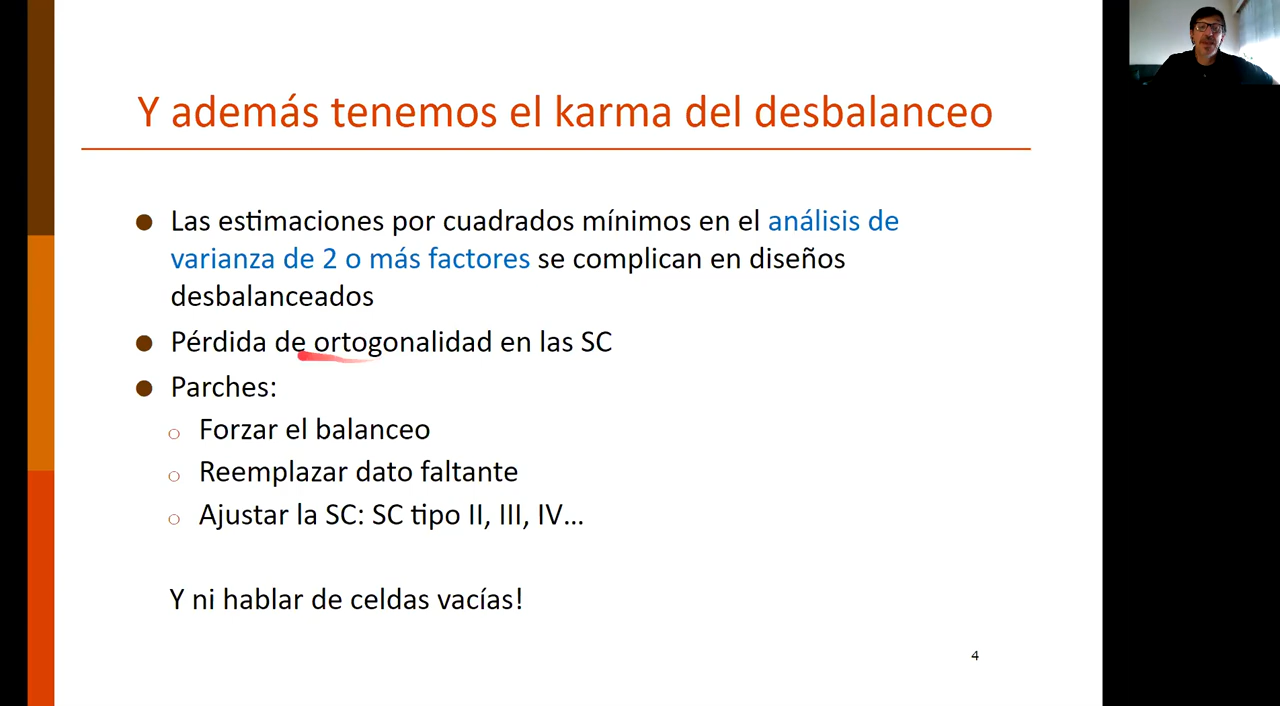 Y además tenemos el karma del desbalanceo
Las estimaciones por cuadrados mínimos en el análisis de
varianza de 2 o más factores se complican en diseños
desbalanceados
Pérdida de ortogonalidad en las SC
Parches:
Forzar el balanceo
Reemplazar dato faltante
Ajustar la SC: SC tipo II, III, IV…
Y ni hablar de celdas vacías!
4